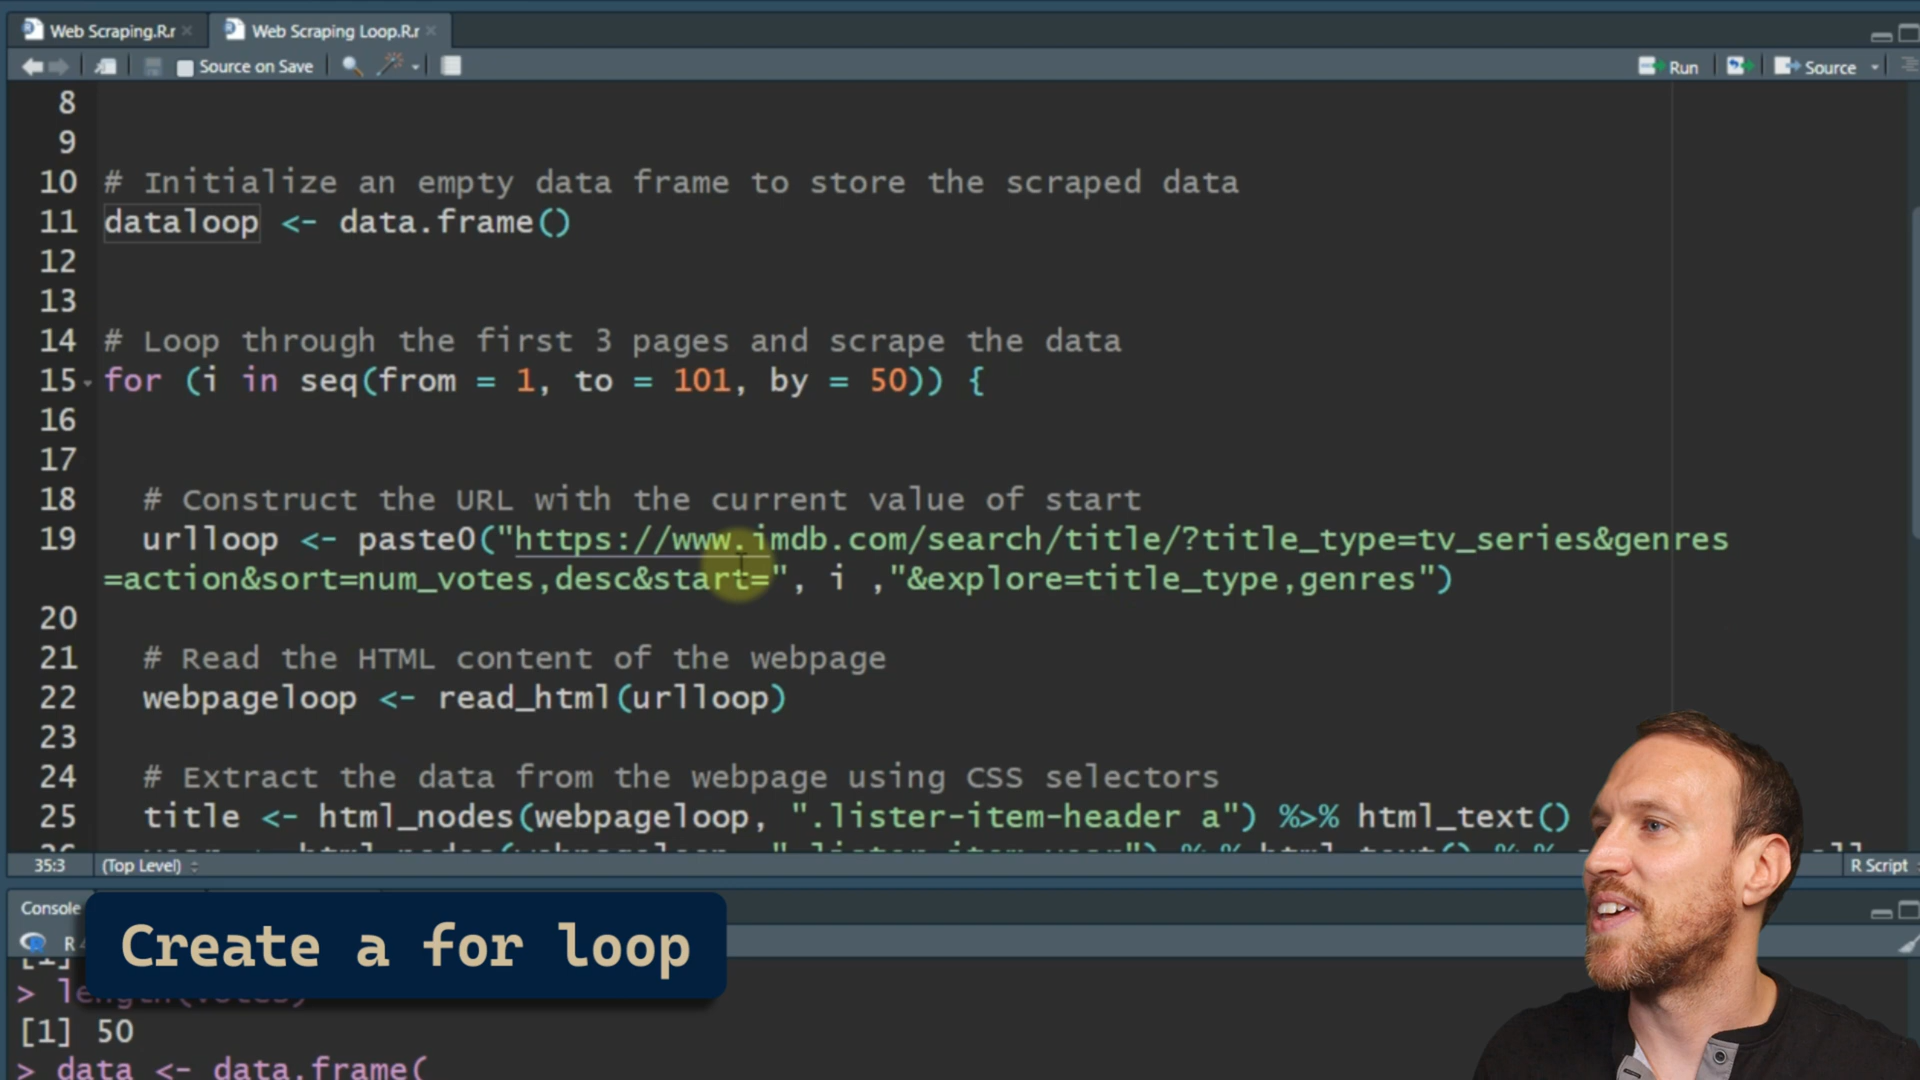 Web Scraping.R.r
Web Scraping Loop.R.r
Source on Save
Run
Source
8
9
10 # Initialize an empty data frame to store the scraped data
11 dataloop <- data.frame()
12
13
14 # Loop through the first 3 pages and scrape the data
15 for (i in seq(from = 1, to = 101, by = 50)) {
16
17
18 # Construct the URL with the current value of start
19 urlloop <- paste0("https://www.imdb.com/search/title/?title_type=tv_series&genres
=action&sort=num_votes,desc&start=", i ,"&explore=title_type,genres")
20
21 # Read the HTML content of the webpage
22 webpageloop <- read_html(urlloop)
23
24 # Extract the data from the webpage using CSS selectors
25 title <- html_nodes(webpageloop, ".lister-item-header a") %>% html_text()
35:3 (Top Level)
R Script
Console
Create a for loop
R
[1]
> length(votes)
[1] 50
> data <- data.frame(